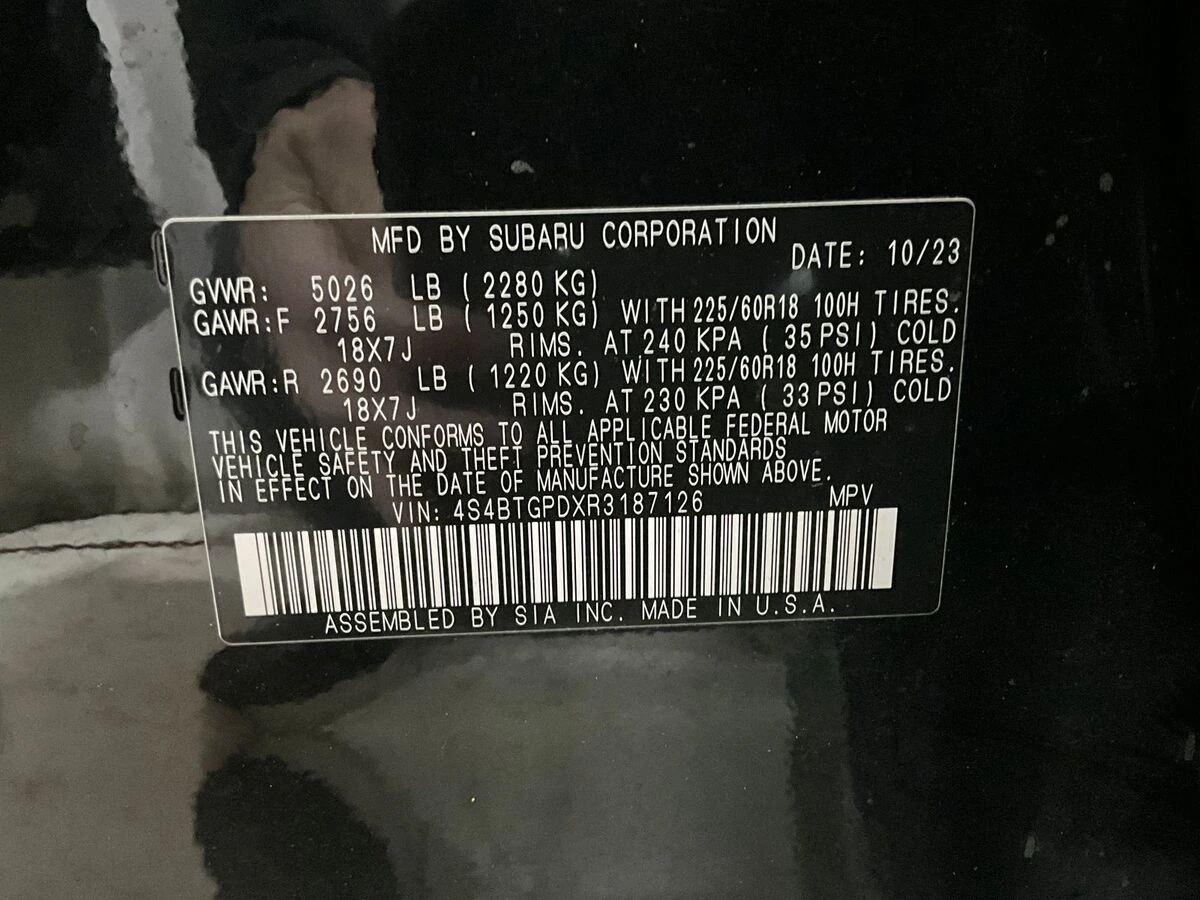 MFD BY SUBARU CORPORATION
DATE: 10/23
GVWR: 5026 LB ( 2280 KG)
GAWR:F 2756 LB ( 1250 KG) WITH 225/60R18 100H TIRES.
18X7J RIMS. AT 240 KPA ( 35 PSI) COLD
GAWR:R 2690 LB ( 1220 KG) WITH 225/60R18 100H TIRES.
18X7J RIMS. AT 230 KPA ( 33 PSI) COLD
THIS VEHICLE CONFORMS TO ALL APPLICABLE FEDERAL MOTOR
VEHICLE SAFETY AND THEFT PREVENTION STANDARDS
IN EFFECT ON THE DATE OF MANUFACTURE SHOWN ABOVE.
VIN: 4S4BTGPDXR3187126 MPV
ASSEMBLED BY SIA INC. MADE IN U.S.A.